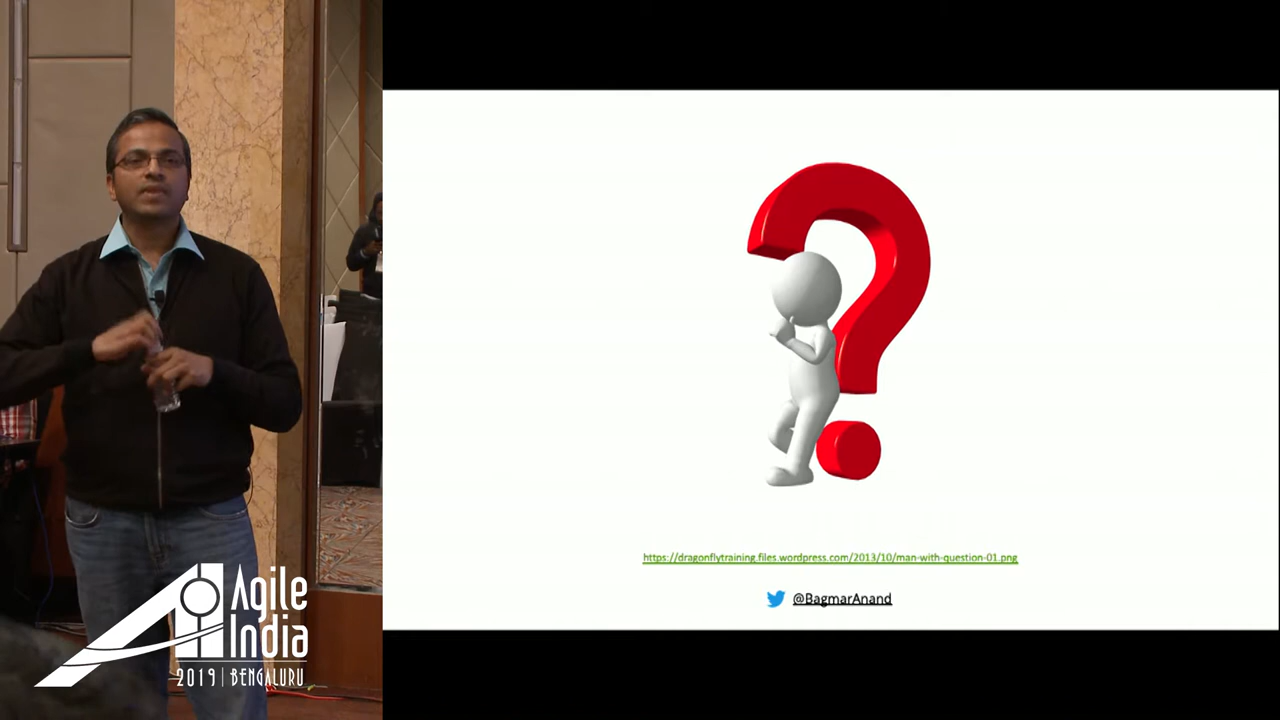 Agile
India
2019 | BENGALURU
https://dragonflytraining.files.wordpress.com/2013/10/man-with-question-01.png
@BagmarAnand